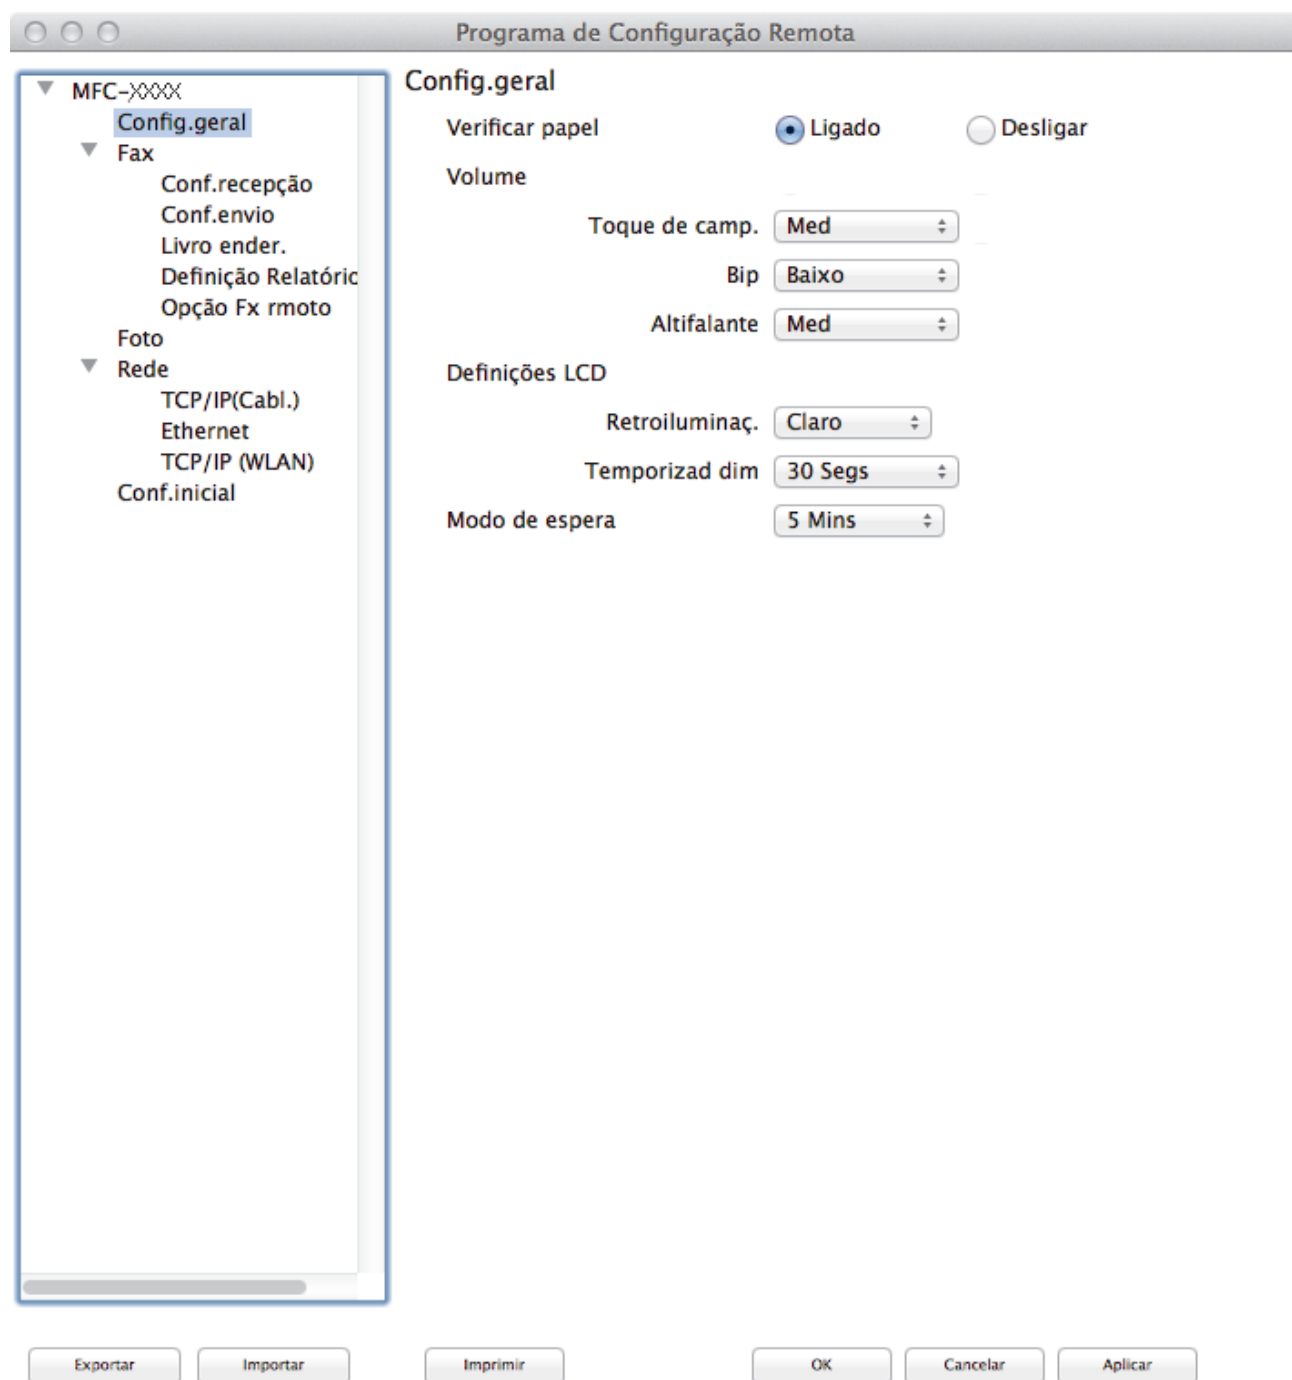 Programa de Configuração Remota
MFC-XXXX
Config.geral
Fax
Conf.recepção
Conf.envio
Livro ender.
Definição Relatóric
Opção Fx rmoto
Foto
Rede
TCP/IP(Cabl.)
Ethernet
TCP/IP (WLAN)
Conf.inicial
Config.geral
Verificar papel Ligado Desligar
Volume
Toque de camp. Med
Bip Baixo
Altifalante Med
Definições LCD
Retroiluminaç. Claro
Temporizad dim 30 Segs
Modo de espera 5 Mins
Exportar Importar Imprimir OK Cancelar Aplicar